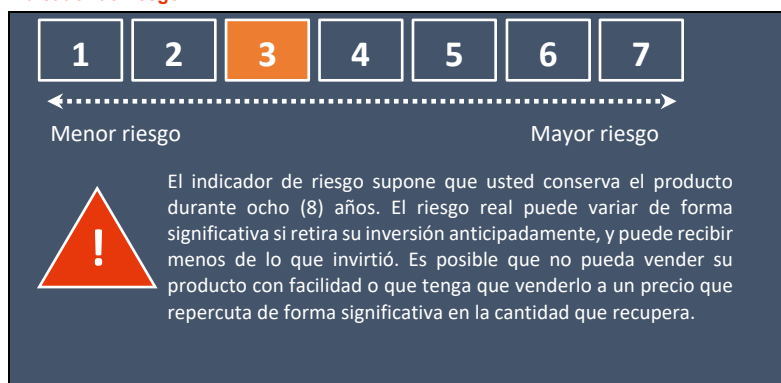 1 2 3 4 5 6 7
Menor riesgo Mayor riesgo
El indicador de riesgo supone que usted conserva el producto
durante ocho (8) años. El riesgo real puede variar de forma
significativa si retira su inversión anticipadamente, y puede recibir
menos de lo que invirtió. Es posible que no pueda vender su
producto con facilidad o que tenga que venderlo a un precio que
repercuta de forma significativa en la cantidad que recupera.
!